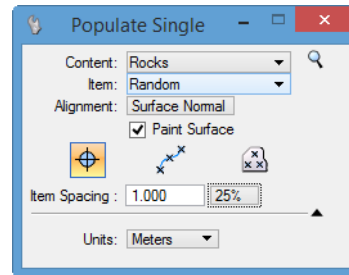 Populate Single
Content: Rocks
Item: Random
Alignment: Surface Normal
Paint Surface
Item Spacing : 1.000 25%
Units: Meters